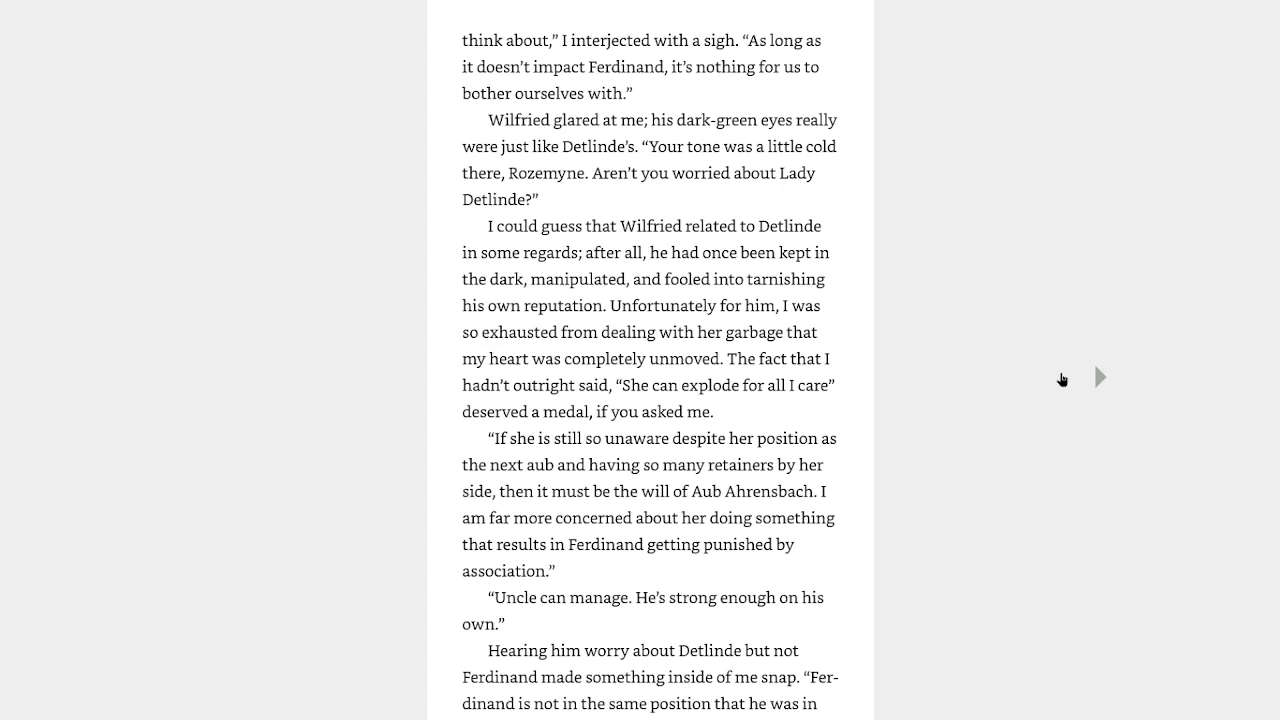 think about,” I interjected with a sigh. “As long as
it doesn’t impact Ferdinand, it’s nothing for us to
bother ourselves with.”
Wilfried glared at me; his dark-green eyes really
were just like Detlinde’s. “Your tone was a little cold
there, Rozemyne. Aren’t you worried about Lady
Detlinde?”
I could guess that Wilfried related to Detlinde
in some regards; after all, he had once been kept in
the dark, manipulated, and fooled into tarnishing
his own reputation. Unfortunately for him, I was
so exhausted from dealing with her garbage that
my heart was completely unmoved. The fact that I
hadn’t outright said, “She can explode for all I care”
deserved a medal, if you asked me.
“If she is still so unaware despite her position as
the next aub and having so many retainers by her
side, then it must be the will of Aub Ahrensbach. I
am far more concerned about her doing something
that results in Ferdinand getting punished by
association.”
“Uncle can manage. He’s strong enough on his
own.”
Hearing him worry about Detlinde but not
Ferdinand made something inside of me snap. “Fer-
dinand is not in the same position that he was in